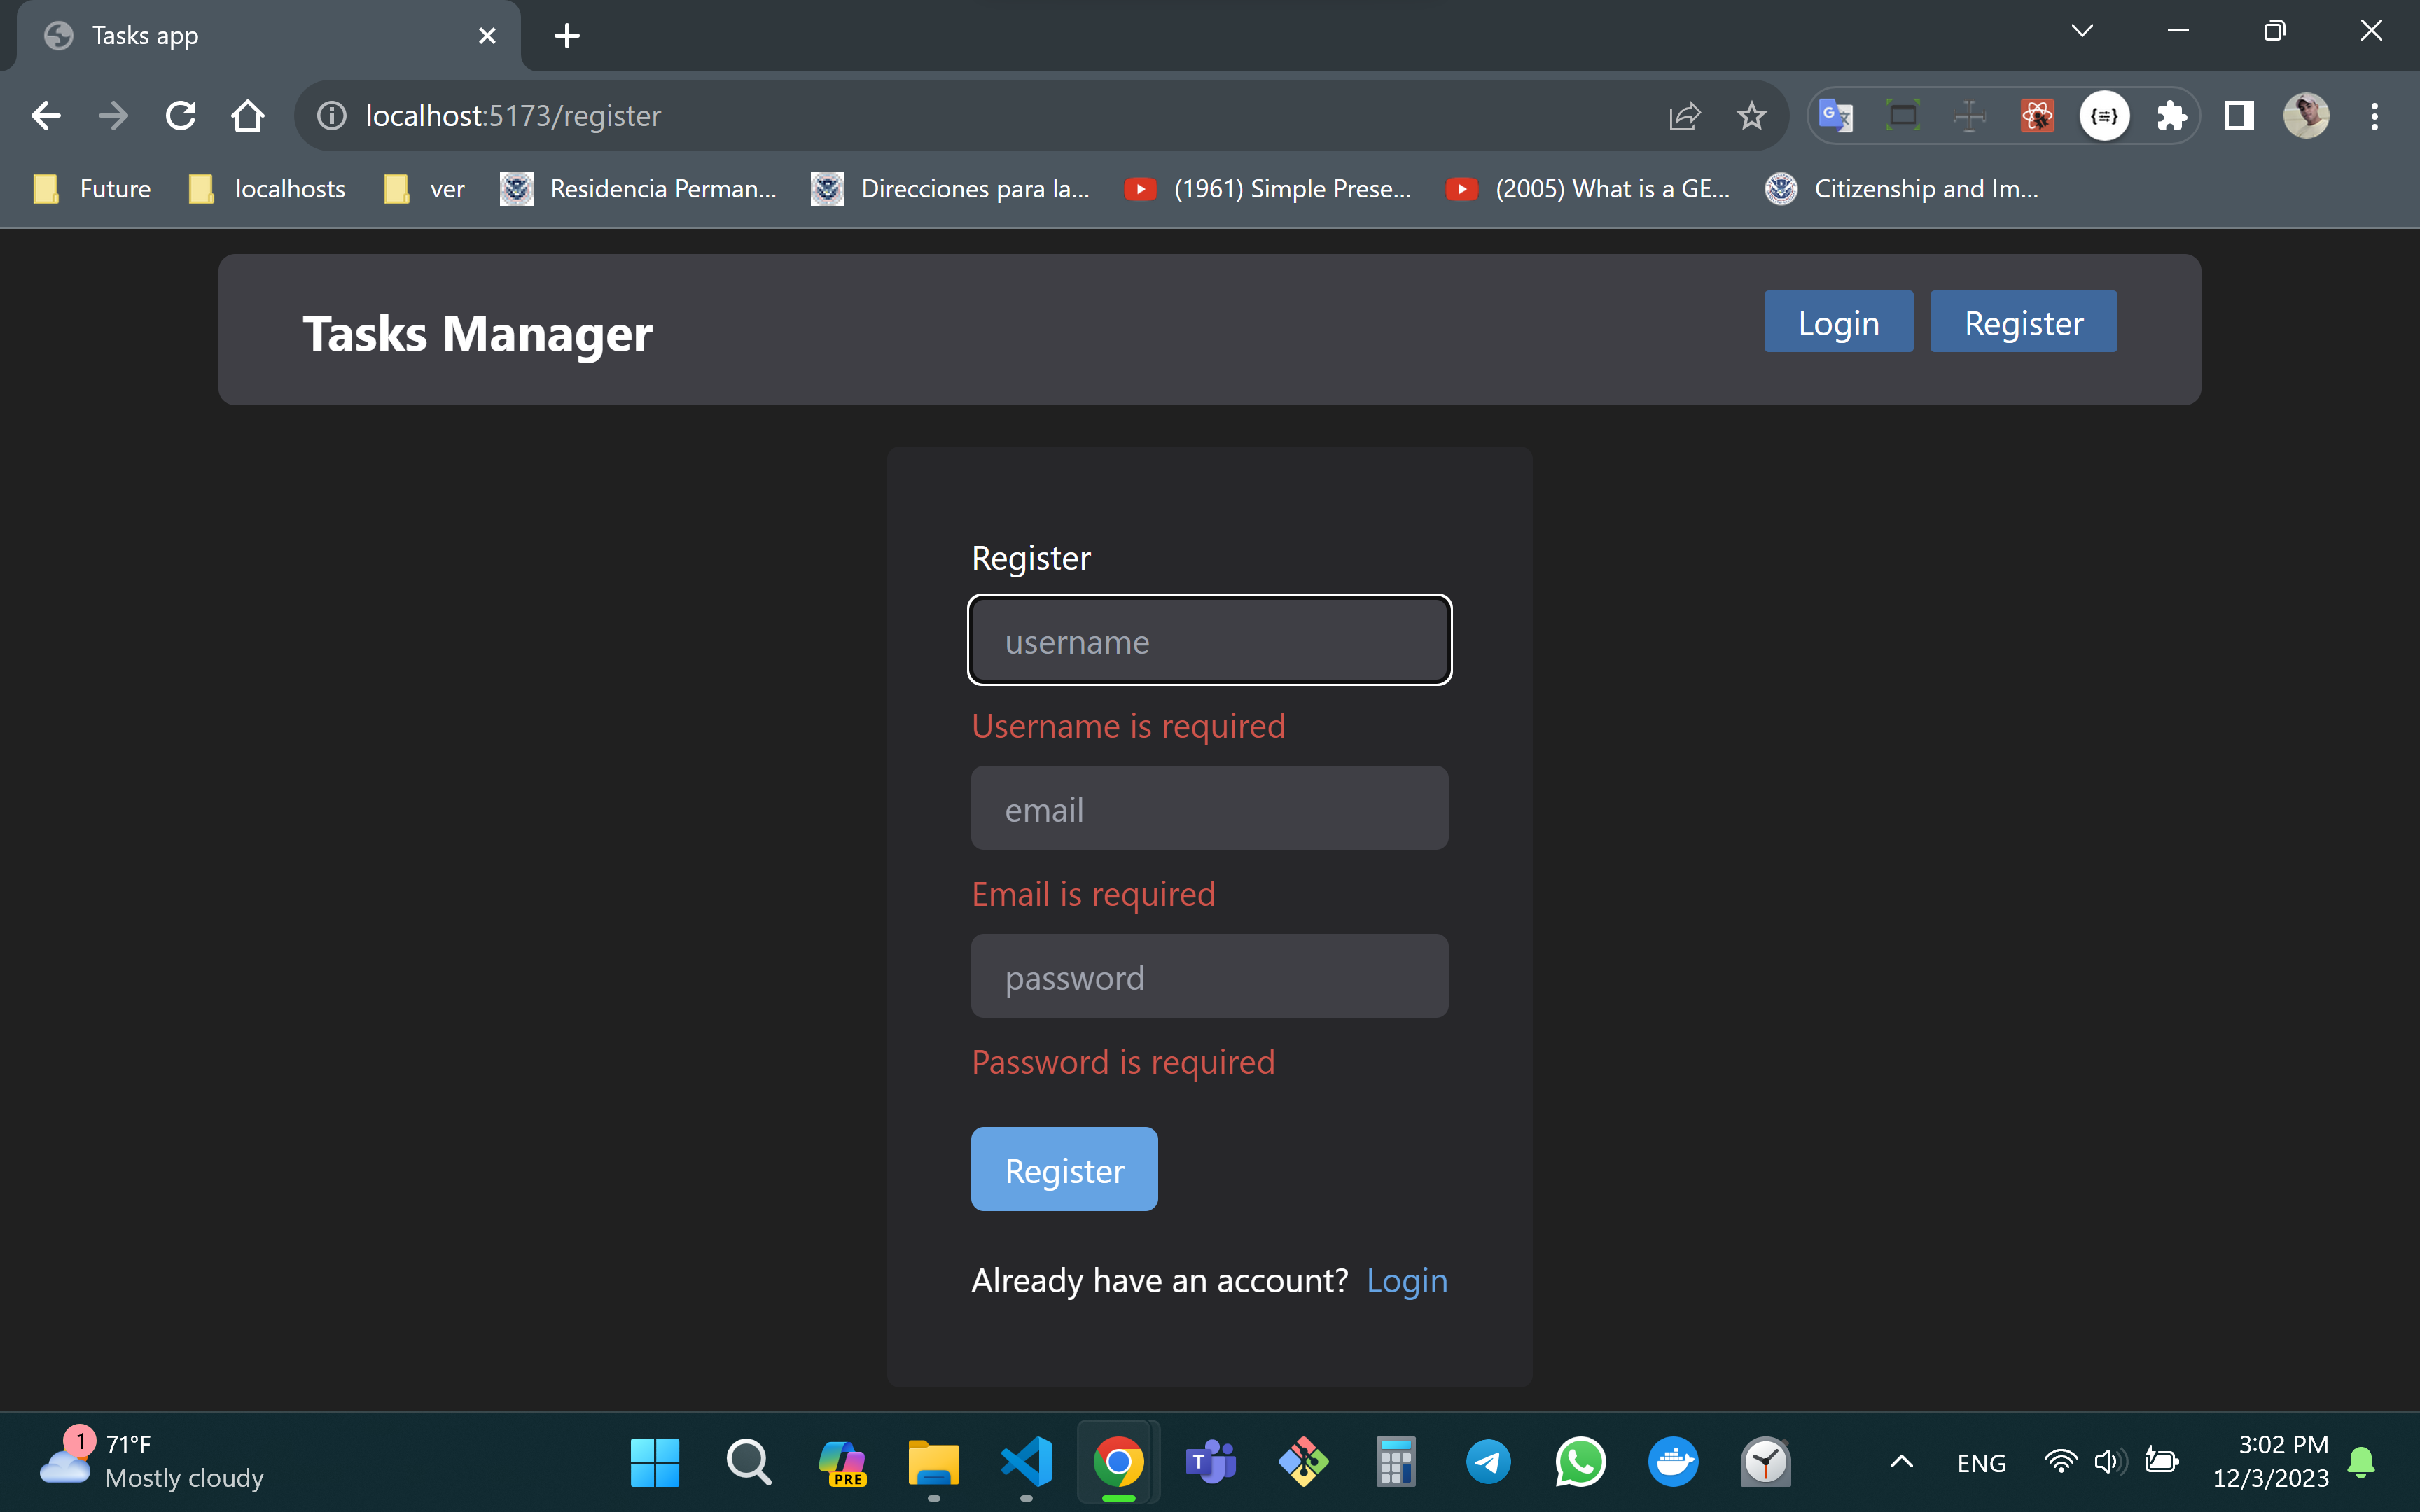 Tasks app
localhost:5173/register
Future
localhosts
ver
Residencia Perman...
Direcciones para la...
(1961) Simple Prese...
(2005) What is a GE...
Citizenship and Im...
Tasks Manager
Login
Register
Register
username
Username is required
email
Email is required
password
Password is required
Register
Already have an account? Login
1
71°F
Mostly cloudy
PRE
T
ENG
3:02 PM
12/3/2023